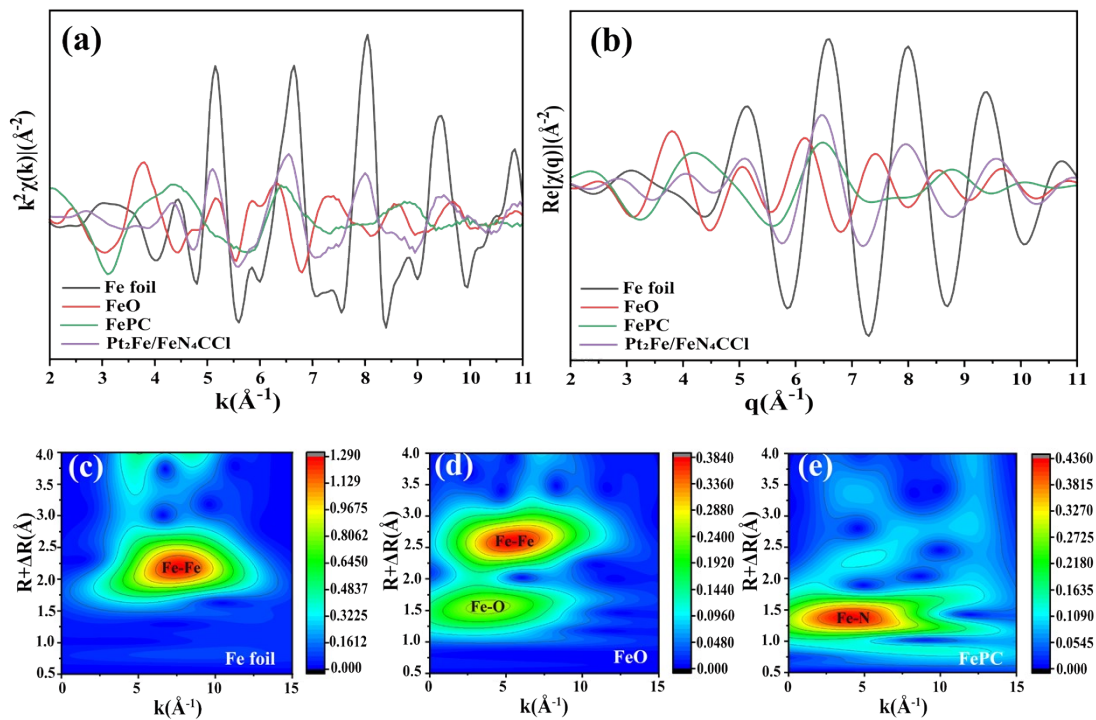 (a)
k²χ(k)|(Å⁻²)
Fe foil
FeO
FePC
Pt₂Fe/FeN₄CCl
2 3 4 5 6 7 8 9 10 11
k(Å⁻¹)
(b)
Re[χ(q)|(Å⁻²)
Fe foil
FeO
FePC
Pt₂Fe/FeN₄CCl
2 3 4 5 6 7 8 9 10 11
q(Å⁻¹)
(c)
R+ΔR(Å)
4.0
3.5
3.0
2.5
2.0
1.5
1.0
0.5
Fe-Fe
Fe foil
0 5 10 15
k(Å⁻¹)
1.290
1.129
0.9675
0.8060
0.6450
0.4835
0.3225
0.1612
0.000
(d)
R+ΔR(Å)
4.0
3.5
3.0
2.5
2.0
1.5
1.0
0.5
Fe-Fe
Fe-O
FeO
0 5 10 15
k(Å⁻¹)
0.3840
0.3360
0.2880
0.2400
0.1920
0.1440
0.0960
0.0480
0.000
(e)
R+ΔR(Å)
4.0
3.5
3.0
2.5
2.0
1.5
1.0
0.5
Fe-N
FePC
0 5 10 15
k(Å⁻¹)
0.4360
0.3815
0.3270
0.2725
0.2180
0.1635
0.1090
0.0545
0.000